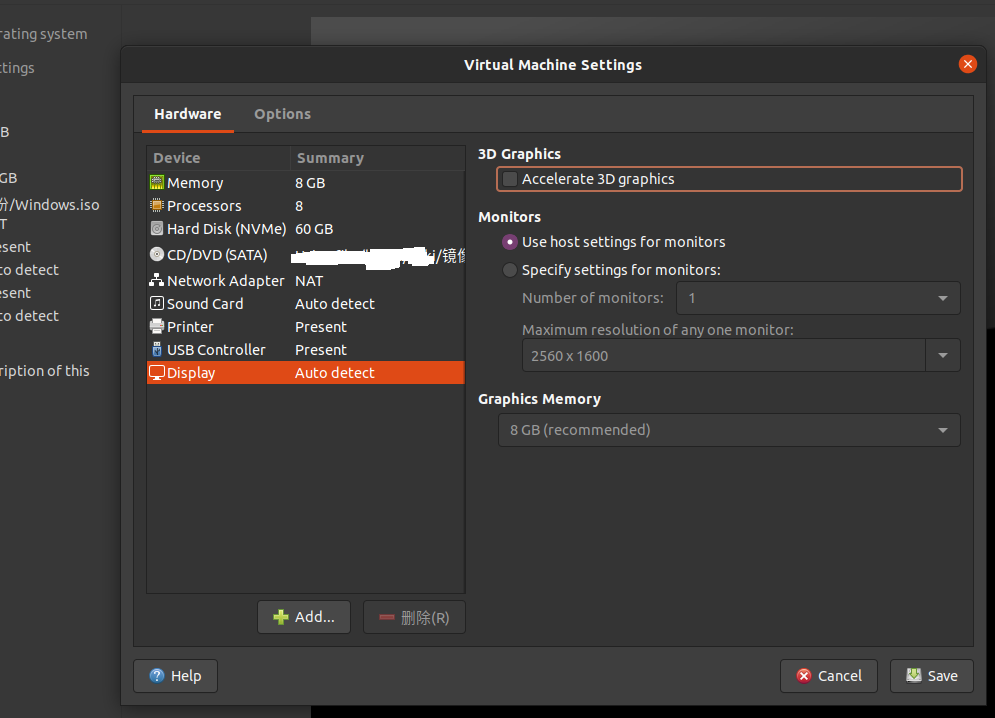 rating system
Virtual Machine Settings
ttings
Hardware Options
B
Device Summary
Memory 8 GB
Processors 8
Hard Disk (NVMe) 60 GB
CD/DVD (SATA) /镜像
Network Adapter NAT
Sound Card Auto detect
Printer Present
USB Controller Present
Display Auto detect
GB
份/Windows.iso
T
esent
to detect
esent
to detect
ription of this
3D Graphics
Accelerate 3D graphics
Monitors
Use host settings for monitors
Specify settings for monitors:
Number of monitors: 1
Maximum resolution of any one monitor:
2560 x 1600
Graphics Memory
8 GB (recommended)
Add... 删除(R)
Help Cancel Save